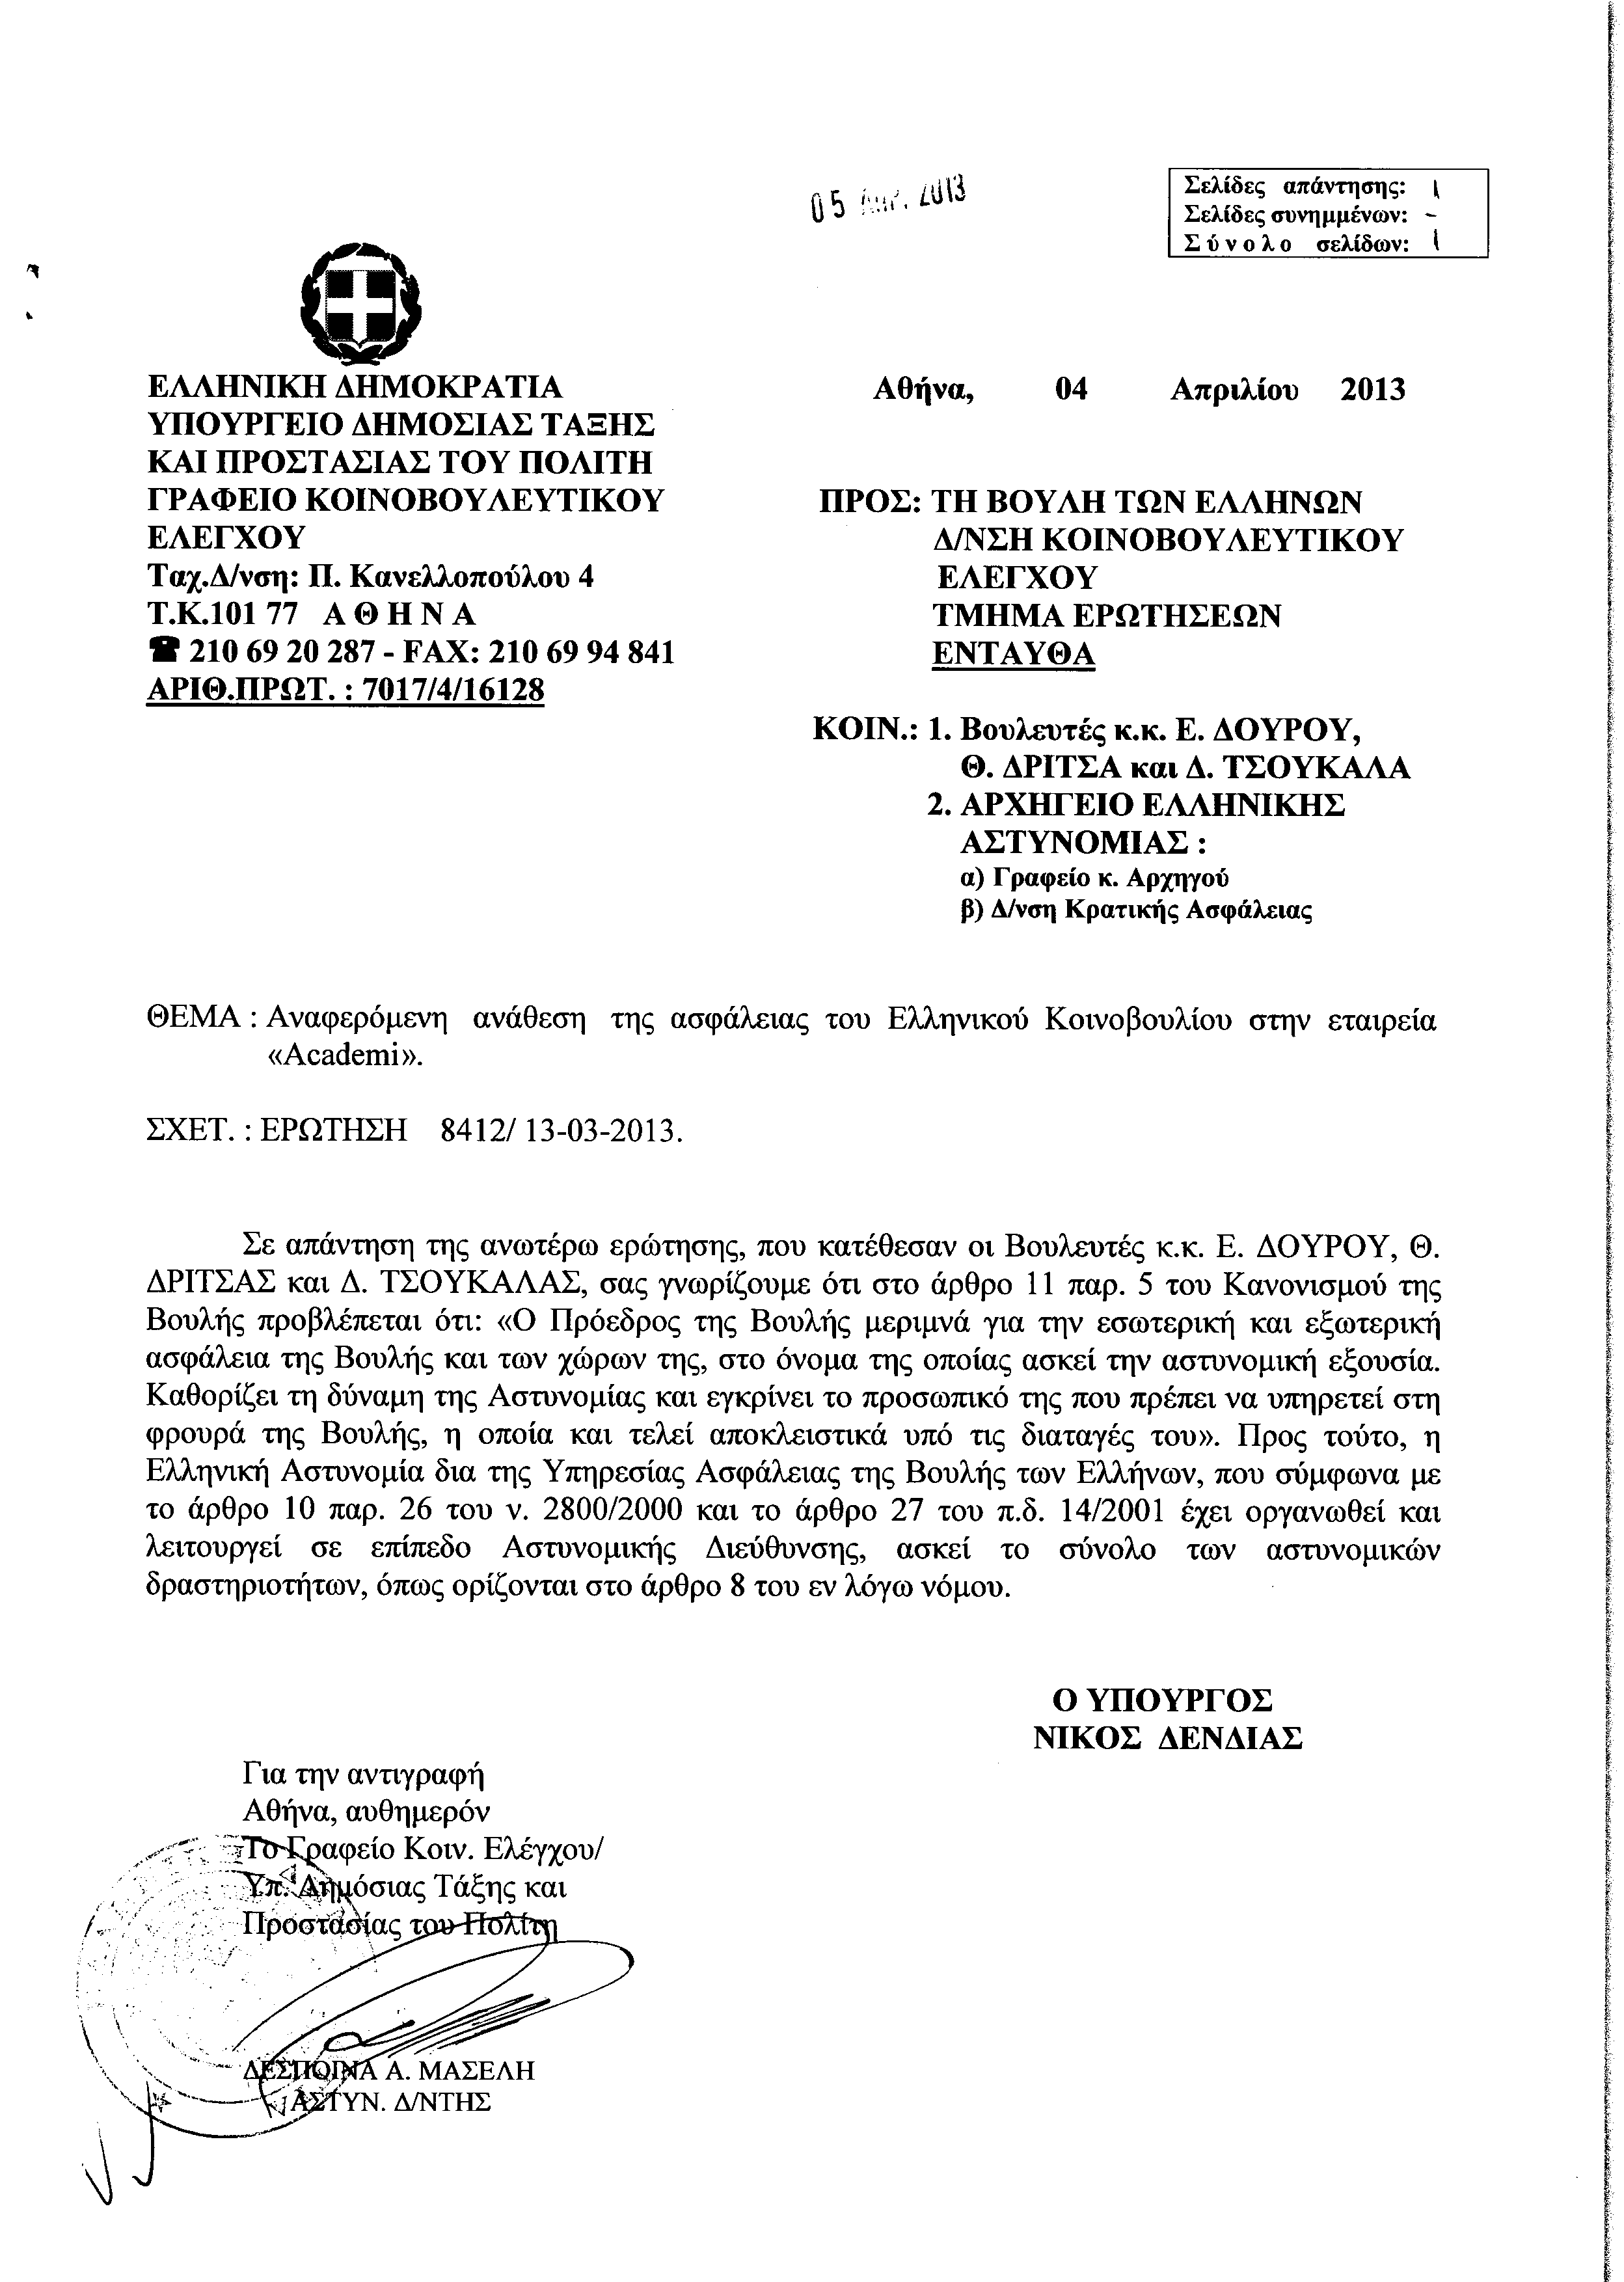 05 ΑΠΡ. 2013
Σελίδες απάντησης: 1
Σελίδες συνημμένων: -
Σύνολο σελίδων: 1
ΕΛΛΗΝΙΚΗ ΔΗΜΟΚΡΑΤΙΑ
ΥΠΟΥΡΓΕΙΟ ΔΗΜΟΣΙΑΣ ΤΑΞΗΣ
ΚΑΙ ΠΡΟΣΤΑΣΙΑΣ ΤΟΥ ΠΟΛΙΤΗ
ΓΡΑΦΕΙΟ ΚΟΙΝΟΒΟΥΛΕΥΤΙΚΟΥ
ΕΛΕΓΧΟΥ
Ταχ.Δ/νση: Π. Κανελλοπούλου 4
Τ.Κ.101 77 Α Θ Η Ν Α
☎ 210 69 20 287 - FAX: 210 69 94 841
ΑΡΙΘ.ΠΡΩΤ. : 7017/4/16128
Αθήνα, 04 Απριλίου 2013
ΠΡΟΣ: ΤΗ ΒΟΥΛΗ ΤΩΝ ΕΛΛΗΝΩΝ
Δ/ΝΣΗ ΚΟΙΝΟΒΟΥΛΕΥΤΙΚΟΥ
ΕΛΕΓΧΟΥ
ΤΜΗΜΑ ΕΡΩΤΗΣΕΩΝ
ΕΝΤΑΥΘΑ
ΚΟΙΝ.: 1. Βουλευτές κ.κ. Ε. ΔΟΥΡΟΥ,
Θ. ΔΡΙΤΣΑ και Δ. ΤΣΟΥΚΑΛΑ
2. ΑΡΧΗΓΕΙΟ ΕΛΛΗΝΙΚΗΣ
ΑΣΤΥΝΟΜΙΑΣ :
α) Γραφείο κ. Αρχηγού
β) Δ/νση Κρατικής Ασφάλειας
ΘΕΜΑ : Αναφερόμενη ανάθεση της ασφάλειας του Ελληνικού Κοινοβουλίου στην εταιρεία
«Academi».
ΣΧΕΤ. : ΕΡΩΤΗΣΗ 8412/ 13-03-2013.
Σε απάντηση της ανωτέρω ερώτησης, που κατέθεσαν οι Βουλευτές κ.κ. Ε. ΔΟΥΡΟΥ, Θ.
ΔΡΙΤΣΑΣ και Δ. ΤΣΟΥΚΑΛΑΣ, σας γνωρίζουμε ότι στο άρθρο 11 παρ. 5 του Κανονισμού της
Βουλής προβλέπεται ότι: «Ο Πρόεδρος της Βουλής μεριμνά για την εσωτερική και εξωτερική
ασφάλεια της Βουλής και των χώρων της, στο όνομα της οποίας ασκεί την αστυνομική εξουσία.
Καθορίζει τη δύναμη της Αστυνομίας και εγκρίνει το προσωπικό της που πρέπει να υπηρετεί στη
φρουρά της Βουλής, η οποία και τελεί αποκλειστικά υπό τις διαταγές του». Προς τούτο, η
Ελληνική Αστυνομία δια της Υπηρεσίας Ασφάλειας της Βουλής των Ελλήνων, που σύμφωνα με
το άρθρο 10 παρ. 26 του ν. 2800/2000 και το άρθρο 27 του π.δ. 14/2001 έχει οργανωθεί και
λειτουργεί σε επίπεδο Αστυνομικής Διεύθυνσης, ασκεί το σύνολο των αστυνομικών
δραστηριοτήτων, όπως ορίζονται στο άρθρο 8 του εν λόγω νόμου.
Ο ΥΠΟΥΡΓΟΣ
ΝΙΚΟΣ ΔΕΝΔΙΑΣ
Για την αντιγραφή
Αθήνα, αυθημερόν
Το Γραφείο Κοιν. Ελέγχου/
Υπ. Δημόσιας Τάξης και
Προστασίας του Πολίτη
ΔΕΣΠΟΙΝΑ Α. ΜΑΣΕΛΗ
ΑΣΤΥΝ. Δ/ΝΤΗΣ